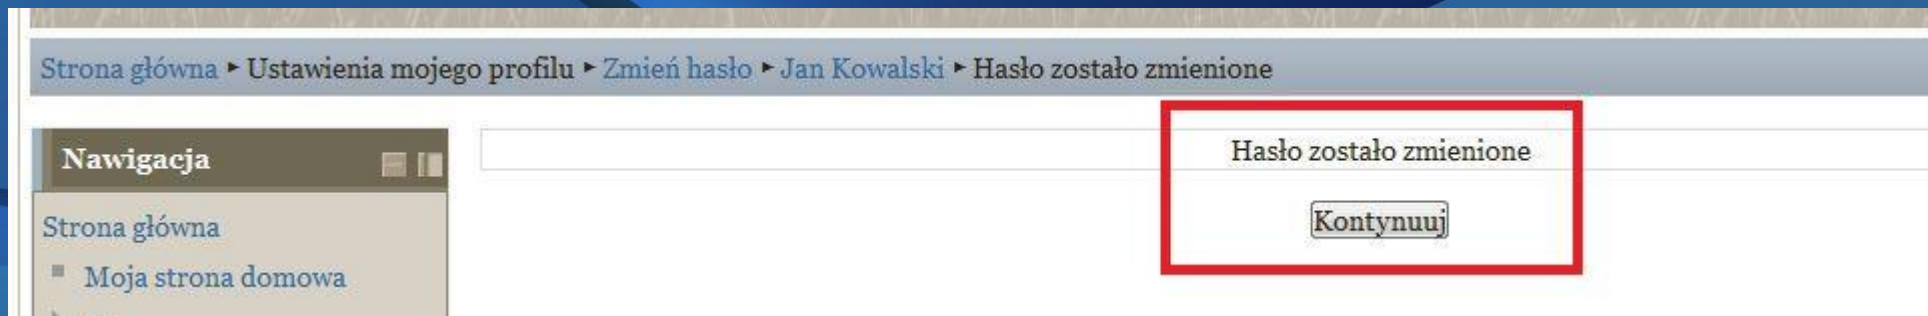 Strona główna ► Ustawienia mojego profilu ► Zmień hasło ► Jan Kowalski ► Hasło zostało zmienione
Nawigacja
Strona główna
Moja strona domowa
Hasło zostało zmienione
Kontynuuj